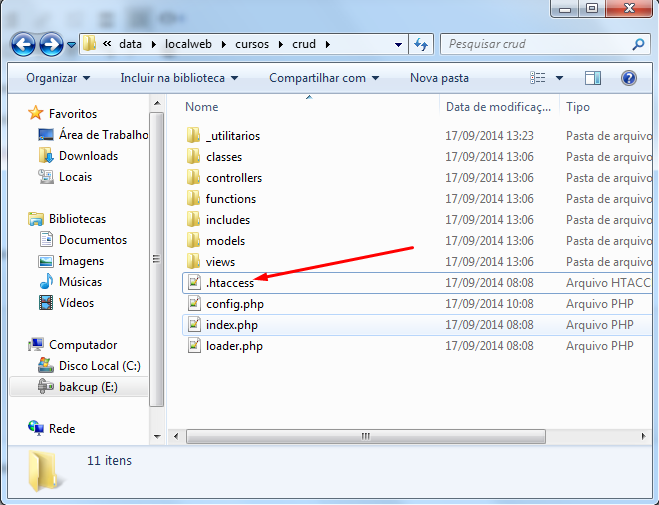 « data localweb cursos crud
Pesquisar crud
Organizar Incluir na biblioteca Compartilhar com Nova pasta
Favoritos
Área de Trabalho
Downloads
Locais
Bibliotecas
Documentos
Imagens
Músicas
Vídeos
Computador
Disco Local (C:)
bakcup (E:)
Rede
Nome Data de modificaç... Tipo
_utilitarios 17/09/2014 13:23 Pasta de arquivo
classes 17/09/2014 13:06 Pasta de arquivo
controllers 17/09/2014 13:06 Pasta de arquivo
functions 17/09/2014 13:06 Pasta de arquivo
includes 17/09/2014 13:06 Pasta de arquivo
models 17/09/2014 13:06 Pasta de arquivo
views 17/09/2014 13:06 Pasta de arquivo
.htaccess 17/09/2014 08:08 Arquivo HTACC
config.php 17/09/2014 10:08 Arquivo PHP
index.php 17/09/2014 08:08 Arquivo PHP
loader.php 17/09/2014 08:08 Arquivo PHP
11 itens